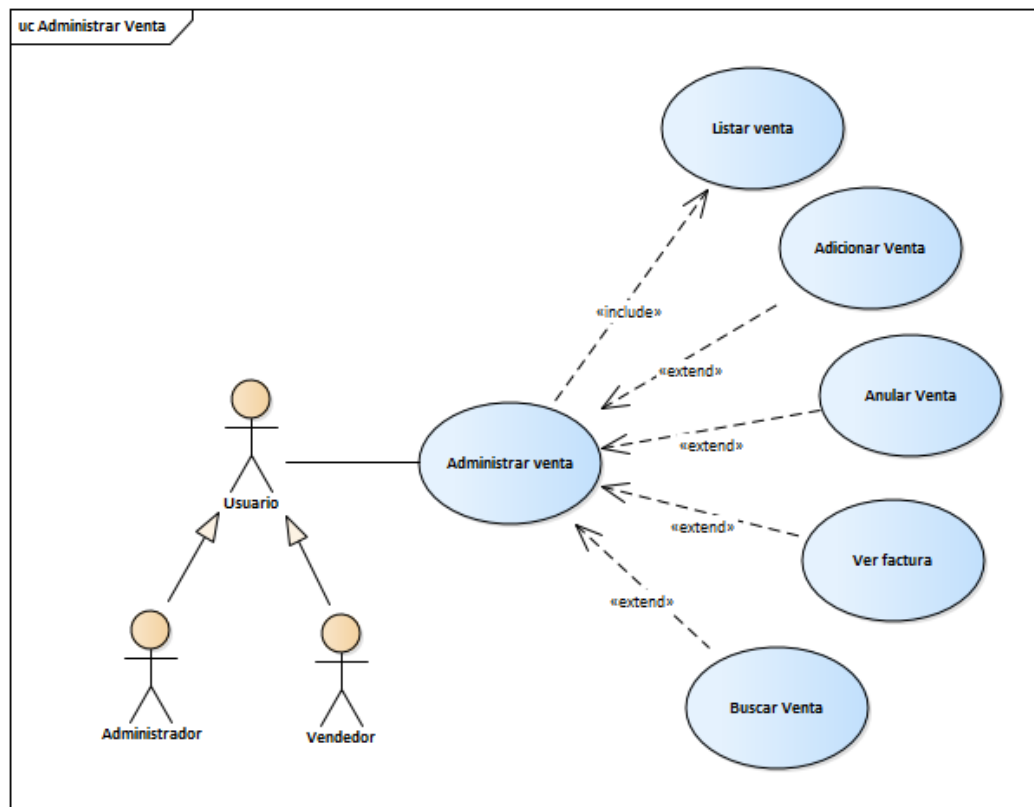 uc Administrar Venta
Listar venta
Adicionar Venta
«include»
«extend»
Anular Venta
«extend»
Administrar venta
Usuario
«extend»
Ver factura
«extend»
Buscar Venta
Administrador
Vendedor